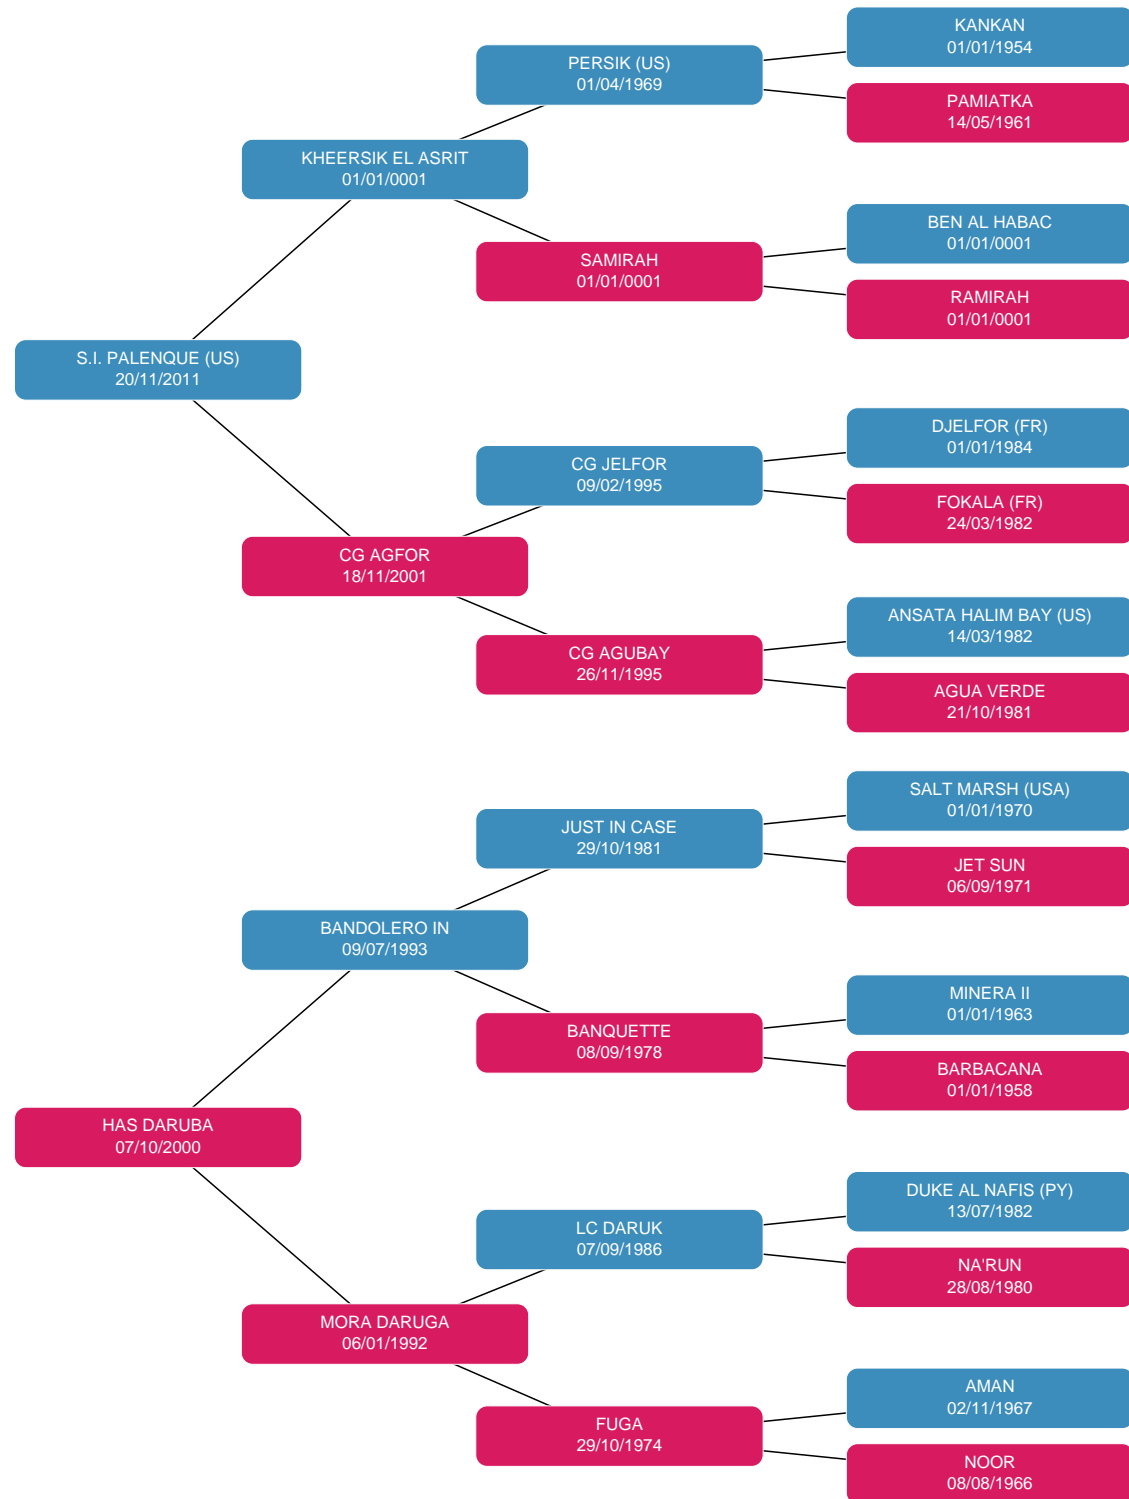 KANKAN
01/01/1954
PERSIK (US)
01/04/1969
PAMIATKA
14/05/1961
KHEERSIK EL ASRIT
01/01/0001
BEN AL HABAC
01/01/0001
SAMIRAH
01/01/0001
RAMIRAH
01/01/0001
S.I. PALENQUE (US)
20/11/2011
DJELFOR (FR)
01/01/1984
CG JELFOR
09/02/1995
FOKALA (FR)
24/03/1982
CG AGFOR
18/11/2001
ANSATA HALIM BAY (US)
14/03/1982
CG AGUBAY
26/11/1995
AGUA VERDE
21/10/1981
SALT MARSH (USA)
01/01/1970
JUST IN CASE
29/10/1981
JET SUN
06/09/1971
BANDOLERO IN
09/07/1993
MINERA II
01/01/1963
BANQUETTE
08/09/1978
BARBACANA
01/01/1958
HAS DARUBA
07/10/2000
DUKE AL NAFIS (PY)
13/07/1982
LC DARUK
07/09/1986
NA'RUN
28/08/1980
MORA DARUGA
06/01/1992
AMAN
02/11/1967
FUGA
29/10/1974
NOOR
08/08/1966